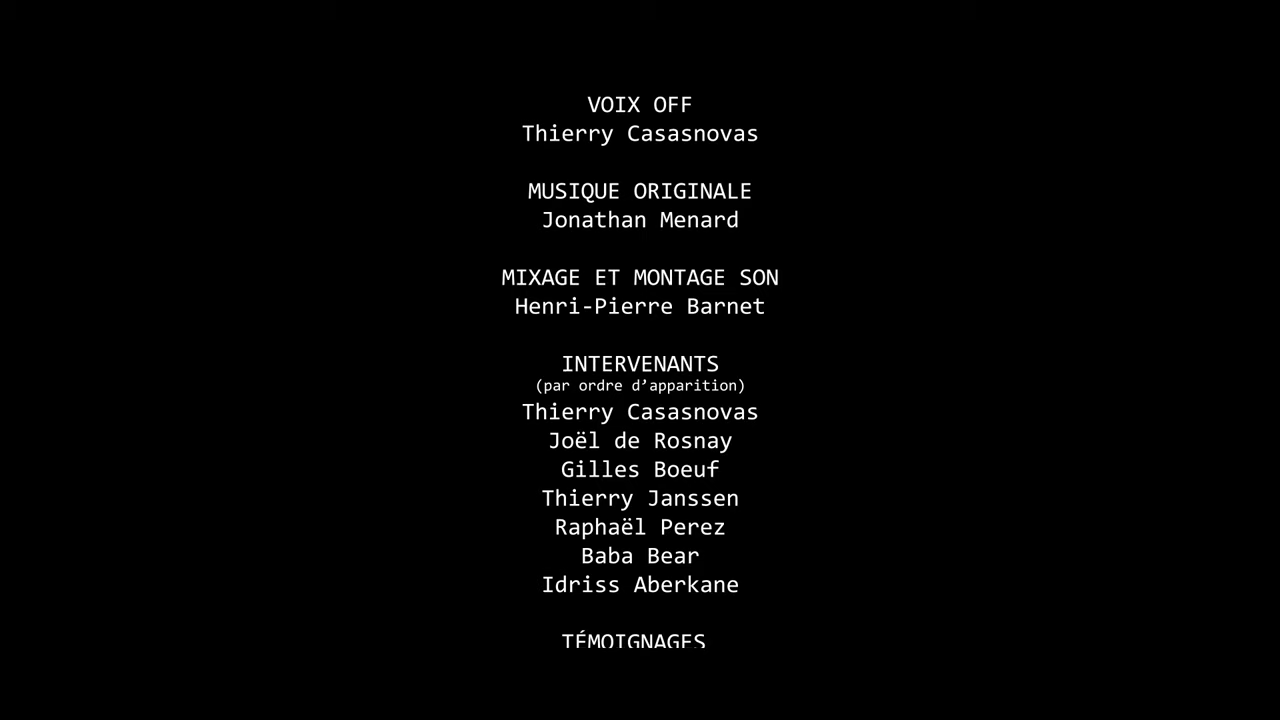 VOIX OFF
Thierry Casasnovas
MUSIQUE ORIGINALE
Jonathan Menard
MIXAGE ET MONTAGE SON
Henri-Pierre Barnet
INTERVENANTS
(par ordre d’apparition)
Thierry Casasnovas
Joël de Rosnay
Gilles Boeuf
Thierry Janssen
Raphaël Perez
Baba Bear
Idriss Aberkane
TÉMOIGNAGES